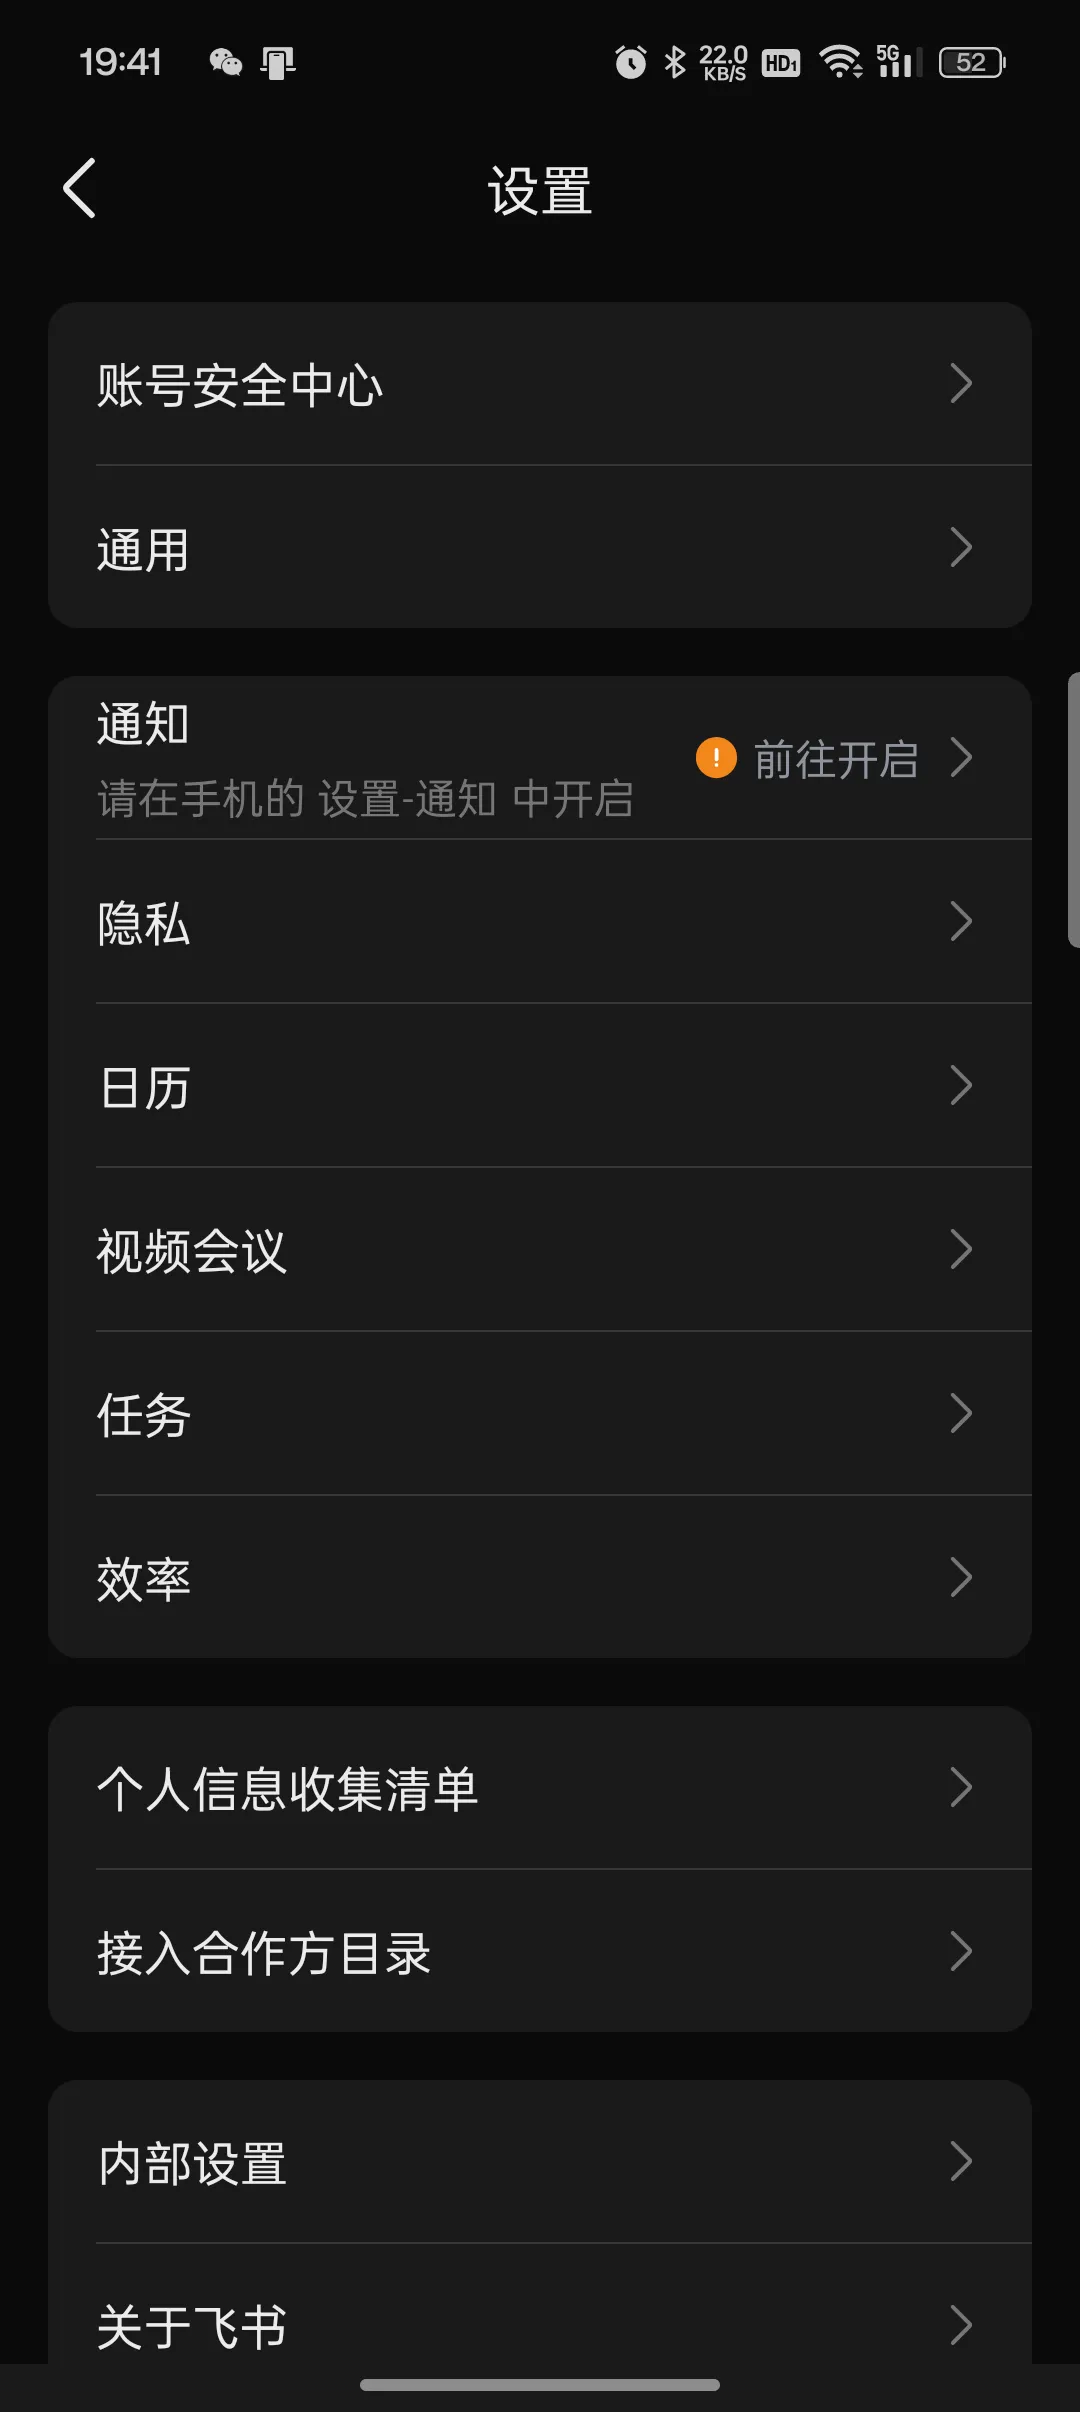 19:41
22.0
KB/S
HD1
5G
52
设置
账号安全中心
通用
通知
请在手机的 设置-通知 中开启
前往开启
隐私
日历
视频会议
任务
效率
个人信息收集清单
接入合作方目录
内部设置
关于飞书